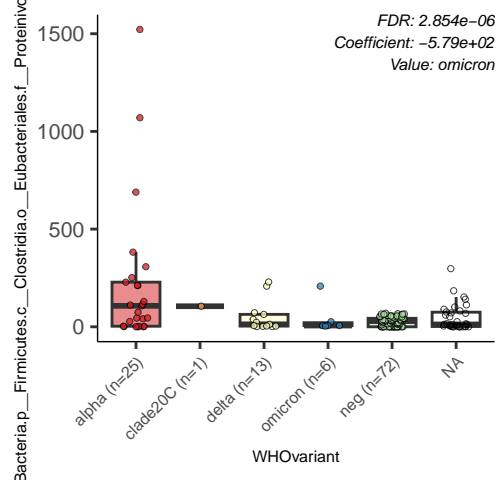 FDR: 2.854e−06
Coefficient: −5.79e+02
Value: omicron
Bacteria.p__Firmicutes.c__Clostridia.o__Eubacteriales.f__Proteinivo
1500
1000
500
0
alpha (n=25)
clade20C (n=1)
delta (n=13)
omicron (n=6)
neg (n=72)
NA
WHOvariant